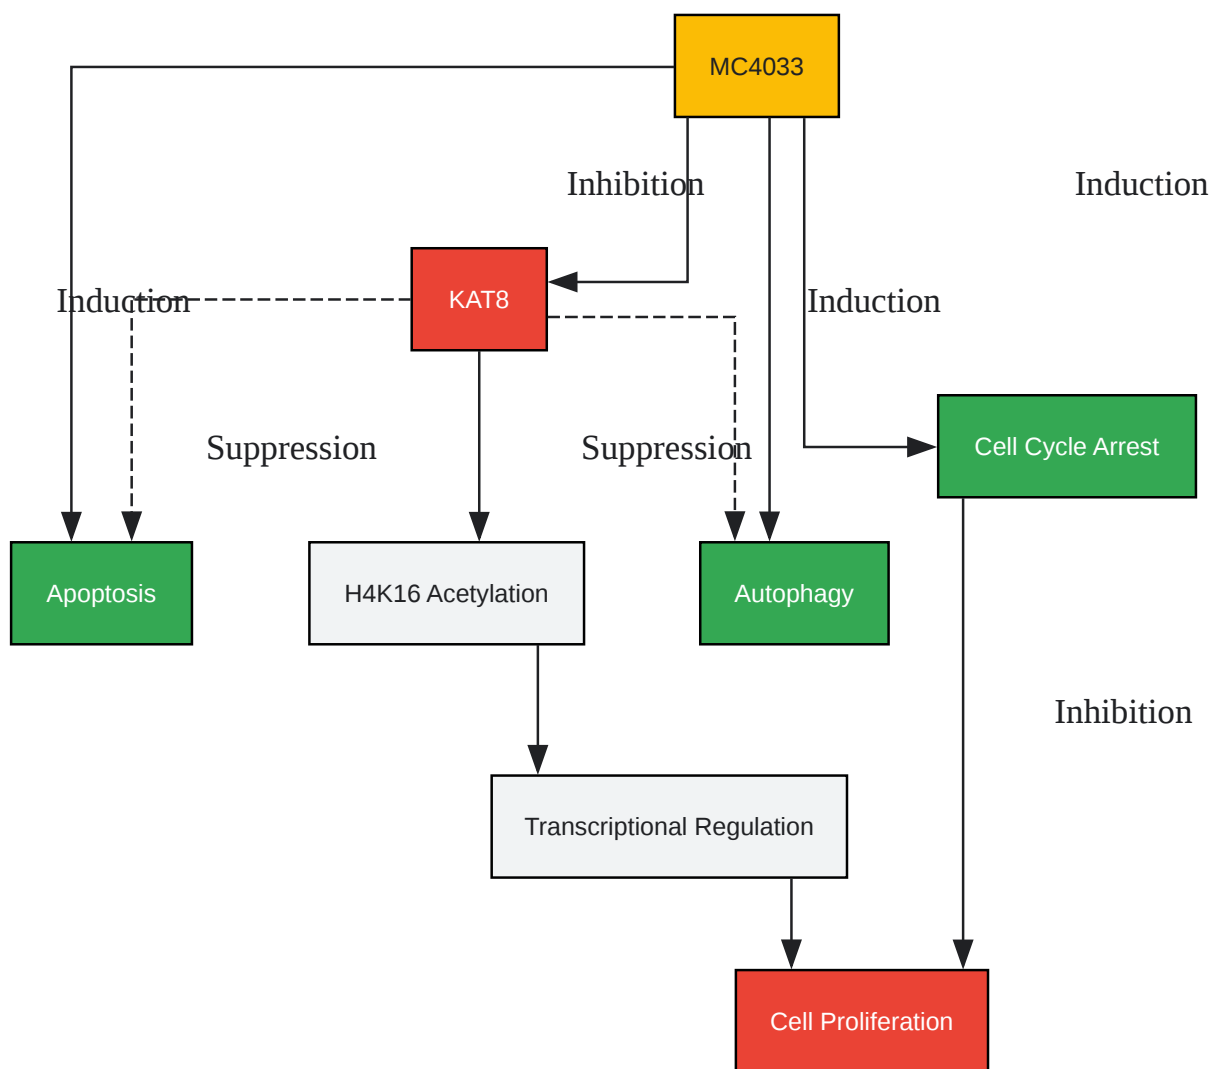 MC4033
Inhibition
Induction
KAT8
Induction
Induction
Cell Cycle Arrest
Suppression
Suppression
Apoptosis
H4K16 Acetylation
Autophagy
Inhibition
Transcriptional Regulation
Cell Proliferation